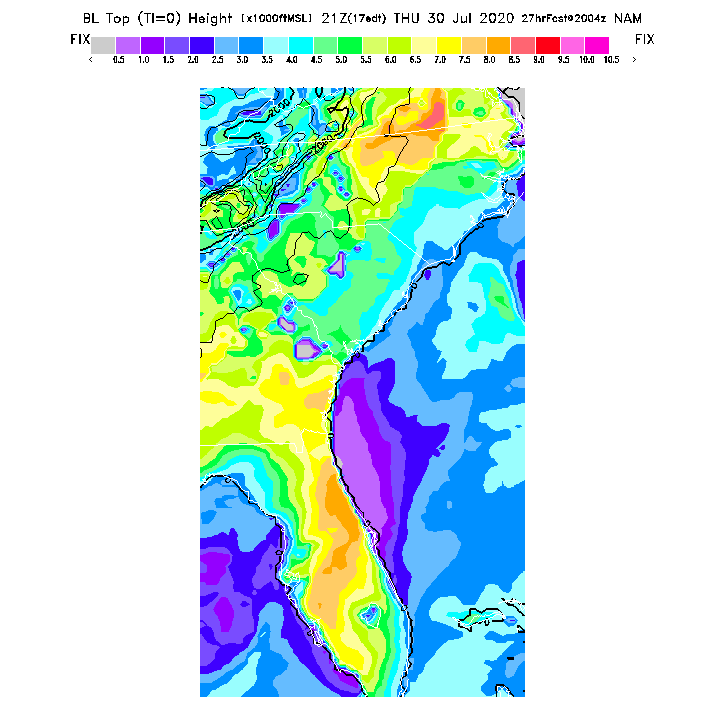 BL Top (TI=0) Height [x1000ftMSL] 21Z(17edt) THU 30 Jul 2020 27hrFcst@2004z NAM
FIX FIX
< 0.5 1.0 1.5 2.0 2.5 3.0 3.5 4.0 4.5 5.0 5.5 6.0 6.5 7.0 7.5 8.0 8.5 9.0 9.5 10.0 10.5 >
2000
2000